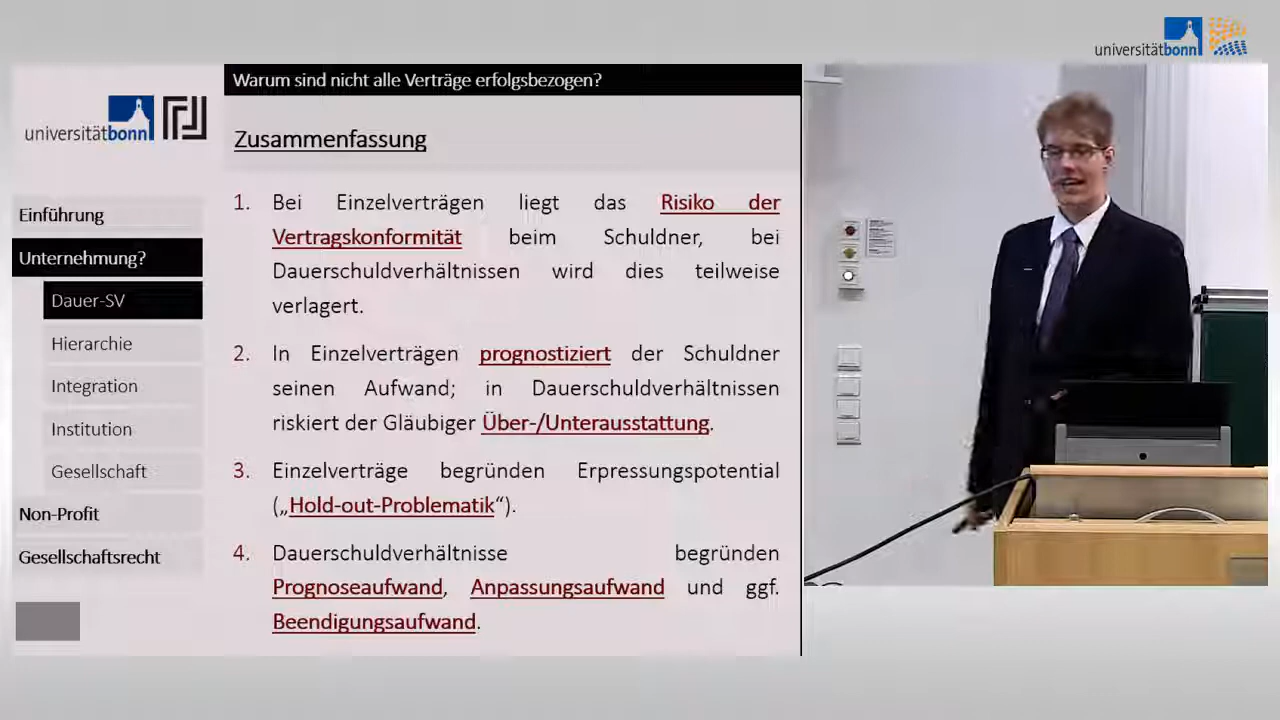 universitätbonn
Warum sind nicht alle Verträge erfolgsbezogen?
universitätbonn
Zusammenfassung
Einführung
Unternehmung?
Dauer-SV
Hierarchie
Integration
Institution
Gesellschaft
Non-Profit
Gesellschaftsrecht
1. Bei Einzelverträgen liegt das Risiko der
Vertragskonformität beim Schuldner, bei
Dauerschuldverhältnissen wird dies teilweise
verlagert.
2. In Einzelverträgen prognostiziert der Schuldner
seinen Aufwand; in Dauerschuldverhältnissen
riskiert der Gläubiger Über-/Unterausstattung.
3. Einzelverträge begründen Erpressungspotential
(„Hold-out-Problematik“).
4. Dauerschuldverhältnisse begründen
Prognoseaufwand, Anpassungsaufwand und ggf.
Beendigungsaufwand.